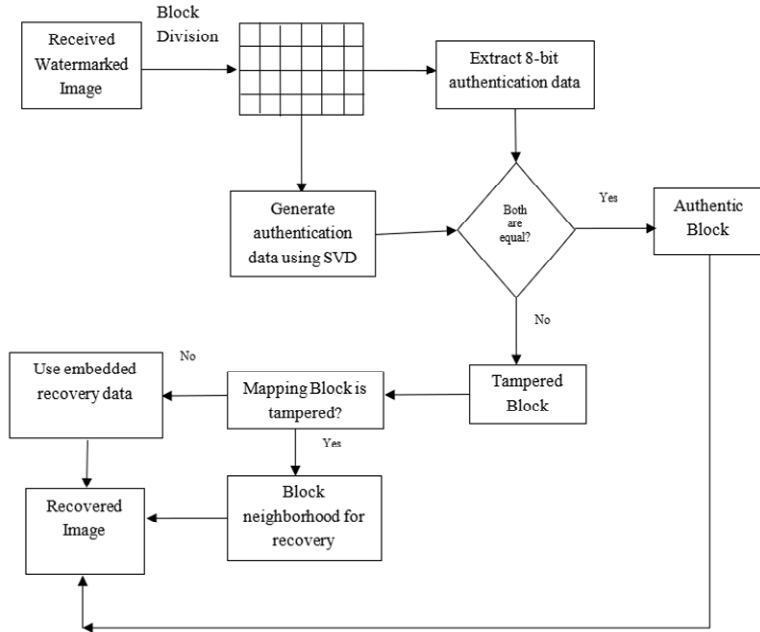 Block
Division
Received
Watermarked
Image
Extract 8-bit
authentication data
Generate
authentication
data using SVD
Both
are
equal?
Yes
Authentic
Block
No
Use embedded
recovery data
No
Mapping Block is
tampered?
Tampered
Block
Yes
Recovered
Image
Block
neighborhood for
recovery